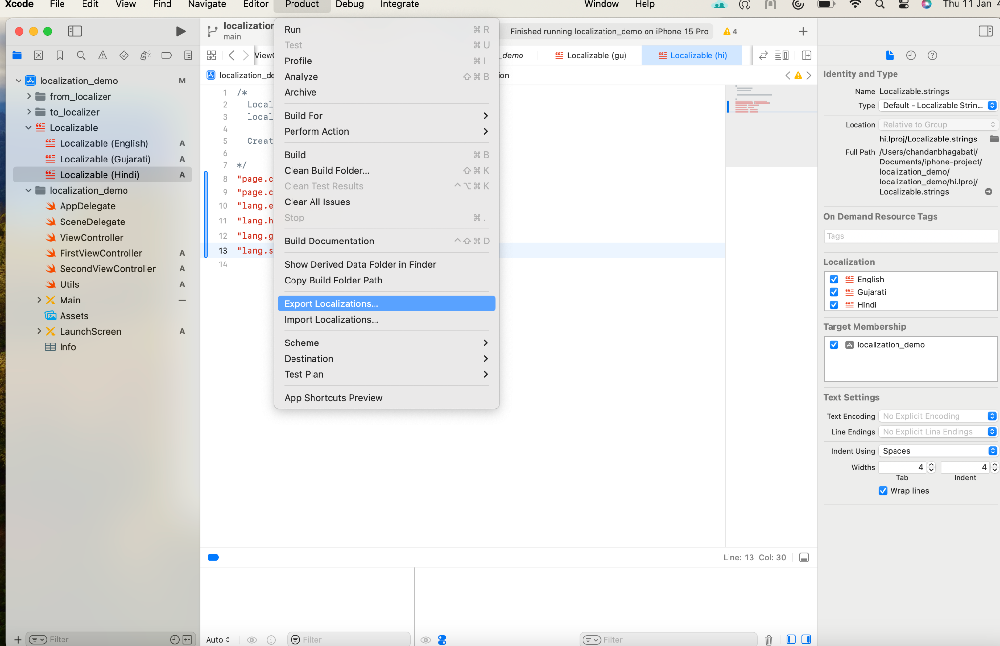 Xcode File Edit View Find Navigate Editor Product Debug Integrate Window Help Thu 11 Jan
localization
main
Finished running localization_demo on iPhone 15 Pro
4
_demo
Localizable (gu)
Localizable (hi)
localization_demo M
from_localizer
to_localizer
Localizable
Localizable (English) A
Localizable (Gujarati) A
Localizable (Hindi) A
localization_demo
AppDelegate
SceneDelegate
ViewController
FirstViewController A
SecondViewController A
Utils A
Main
Assets
LaunchScreen A
Info
Filter
localization_de
1 /*
2 Local
3 local
4
5 Create
6
7 */
8 "page.c
9 "page.c
10 "lang.e
11 "lang.h
12 "lang.g
13 "lang.s
14
Run ⌘ R
Test ⌘ U
Profile ⌘ I
Analyze ⇧ ⌘ B
Archive
Build For
Perform Action
Build ⌘ B
Clean Build Folder... ⇧ ⌘ K
Clean Test Results ^ ⌥ ⌘ K
Clear All Issues
Stop ⌘ .
Build Documentation ^ ⇧ ⌘ D
Show Derived Data Folder in Finder
Copy Build Folder Path
Export Localizations...
Import Localizations...
Scheme
Destination
Test Plan
App Shortcuts Preview
Line: 13 Col: 30
Auto
Filter
Filter
Identity and Type
Name Localizable.strings
Type Default - Localizable Strin...
Location Relative to Group
hi.lproj/Localizable.strings
Full Path /Users/chandanbhagabati/
Documents/iphone-project/
localization_demo/
localization_demo/hi.lproj/
Localizable.strings
On Demand Resource Tags
Tags
Localization
English
Gujarati
Hindi
Target Membership
localization_demo
Text Settings
Text Encoding No Explicit Encoding
Line Endings No Explicit Line Endings
Indent Using Spaces
Widths 4 4
Tab Indent
Wrap lines